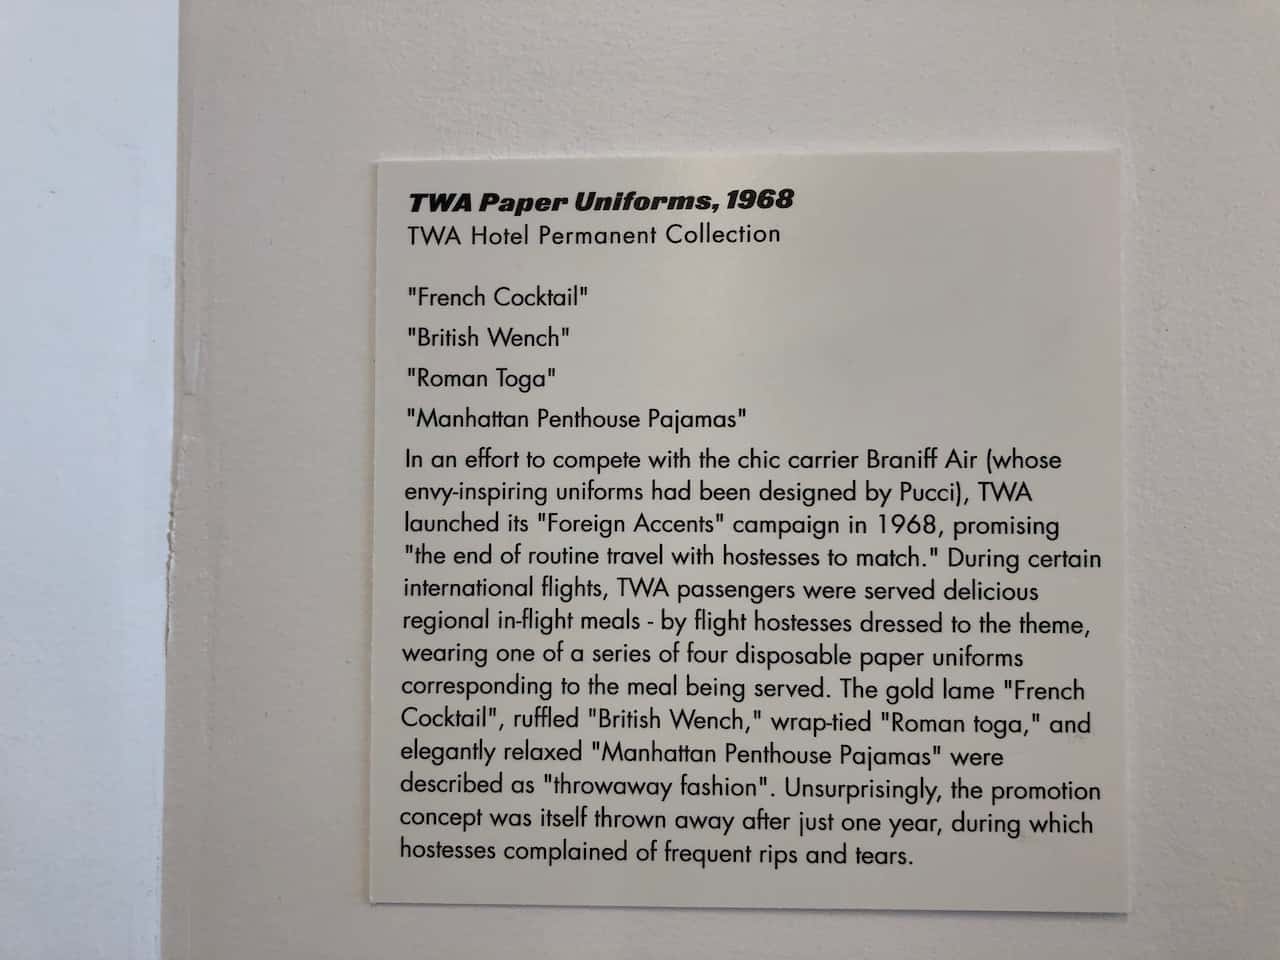 TWA Paper Uniforms, 1968
TWA Hotel Permanent Collection
"French Cocktail"
"British Wench"
"Roman Toga"
"Manhattan Penthouse Pajamas"
In an effort to compete with the chic carrier Braniff Air (whose
envy-inspiring uniforms had been designed by Pucci), TWA
launched its "Foreign Accents" campaign in 1968, promising
"the end of routine travel with hostesses to match." During certain
international flights, TWA passengers were served delicious
regional in-flight meals - by flight hostesses dressed to the theme,
wearing one of a series of four disposable paper uniforms
corresponding to the meal being served. The gold lame "French
Cocktail", ruffled "British Wench," wrap-tied "Roman toga," and
elegantly relaxed "Manhattan Penthouse Pajamas" were
described as "throwaway fashion". Unsurprisingly, the promotion
concept was itself thrown away after just one year, during which
hostesses complained of frequent rips and tears.